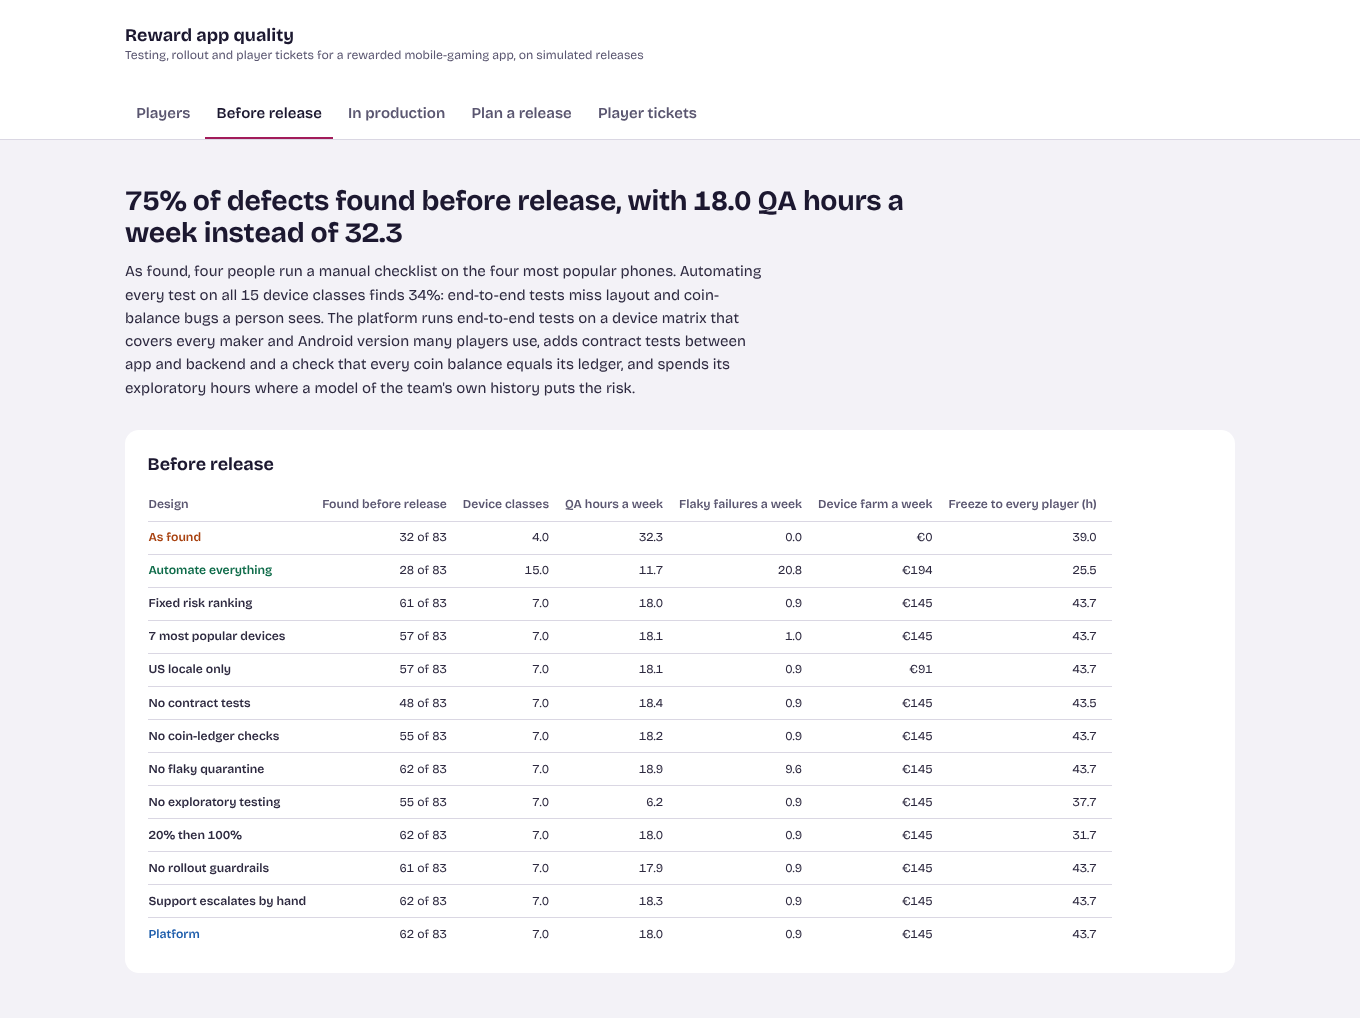 Reward app quality
Testing, rollout and player tickets for a rewarded mobile-gaming app, on simulated releases
Players Before release In production Plan a release Player tickets
75% of defects found before release, with 18.0 QA hours a
week instead of 32.3
As found, four people run a manual checklist on the four most popular phones. Automating
every test on all 15 device classes finds 34%: end-to-end tests miss layout and coin-
balance bugs a person sees. The platform runs end-to-end tests on a device matrix that
covers every maker and Android version many players use, adds contract tests between
app and backend and a check that every coin balance equals its ledger, and spends its
exploratory hours where a model of the team's own history puts the risk.
Before release
Design Found before release Device classes QA hours a week Flaky failures a week Device farm a week Freeze to every player (h)
As found 32 of 83 4.0 32.3 0.0 €0 39.0
Automate everything 28 of 83 15.0 11.7 20.8 €194 25.5
Fixed risk ranking 61 of 83 7.0 18.0 0.9 €145 43.7
7 most popular devices 57 of 83 7.0 18.1 1.0 €145 43.7
US locale only 57 of 83 7.0 18.1 0.9 €91 43.7
No contract tests 48 of 83 7.0 18.4 0.9 €145 43.5
No coin-ledger checks 55 of 83 7.0 18.2 0.9 €145 43.7
No flaky quarantine 62 of 83 7.0 18.9 9.6 €145 43.7
No exploratory testing 55 of 83 7.0 6.2 0.9 €145 37.7
20% then 100% 62 of 83 7.0 18.0 0.9 €145 31.7
No rollout guardrails 61 of 83 7.0 17.9 0.9 €145 43.7
Support escalates by hand 62 of 83 7.0 18.3 0.9 €145 43.7
Platform 62 of 83 7.0 18.0 0.9 €145 43.7